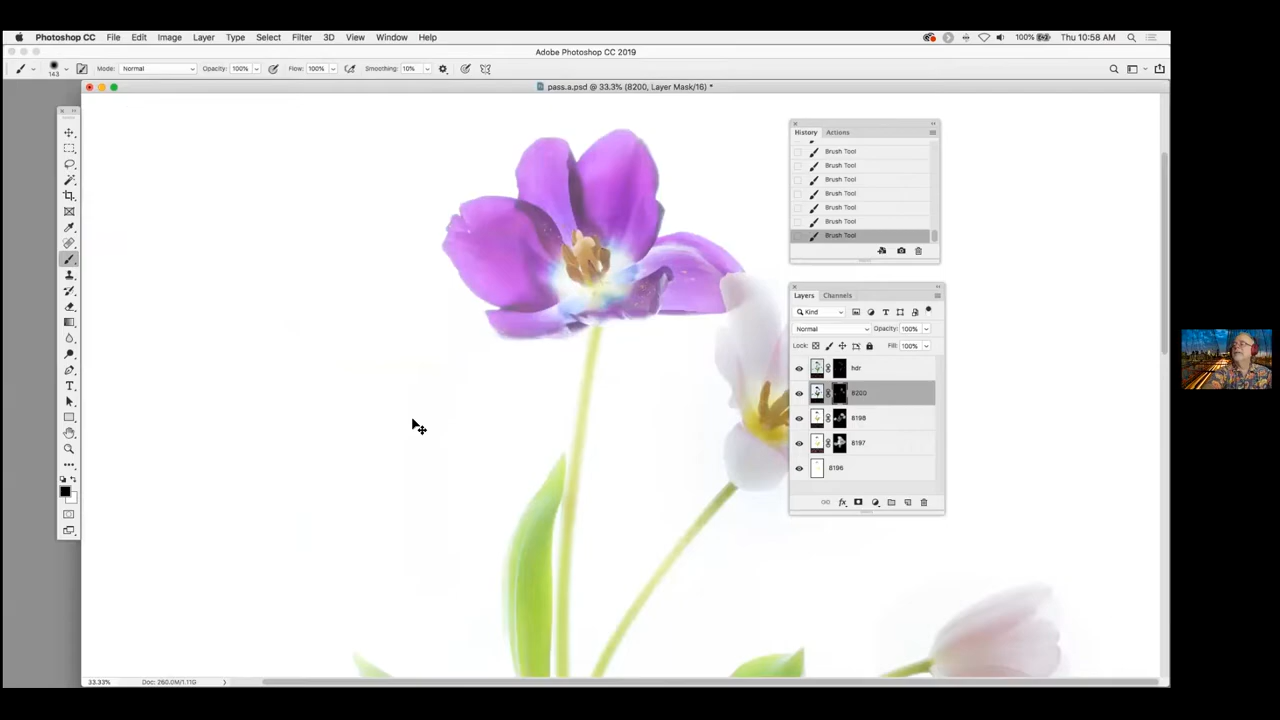 Photoshop CC File Edit Image Layer Type Select Filter 3D View Window Help 100% Thu 10:58 AM
Adobe Photoshop CC 2019
143 Mode: Normal Opacity: 100% Flow: 100% Smoothing: 10%
pass.a.psd @ 33.3% (8200, Layer Mask/16) *
History Actions
Brush Tool
Brush Tool
Brush Tool
Brush Tool
Brush Tool
Brush Tool
Brush Tool
Layers Channels
Kind
Normal Opacity: 100%
Lock: Fill: 100%
hdr
8200
8198
8197
8196
33.33% Doc: 260.0M/1.11G